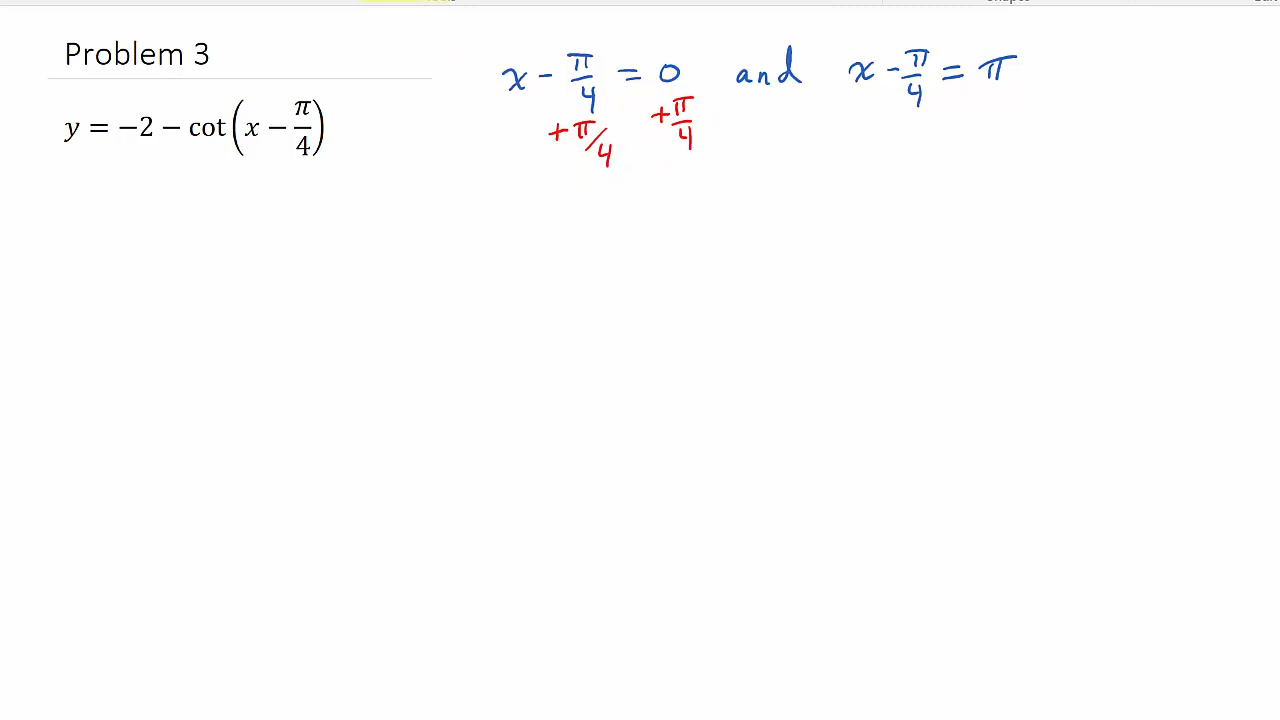 Problem 3
y = −2 − cot(x − π/4)
x − π/4 = 0 and x − π/4 = π
+π/4 +π/4